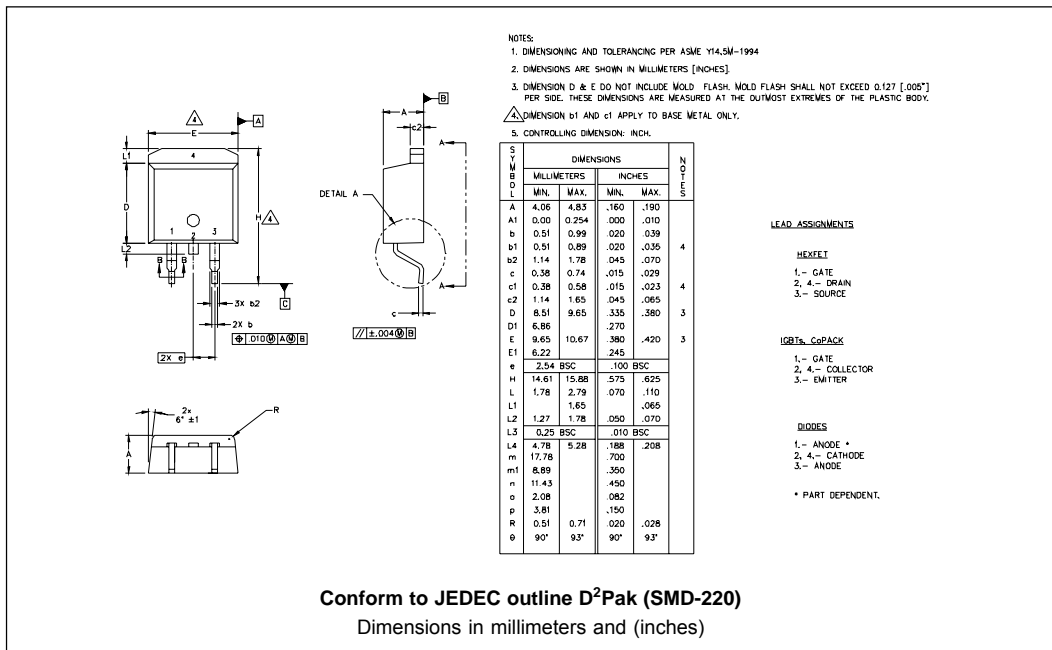 NOTES:
1. DIMENSIONING AND TOLERANCING PER ASME Y14.5M-1994
2. DIMENSIONS ARE SHOWN IN MILLIMETERS [INCHES].
3. DIMENSION D & E DO NOT INCLUDE MOLD FLASH. MOLD FLASH SHALL NOT EXCEED 0.127 [.005"]
PER SIDE. THESE DIMENSIONS ARE MEASURED AT THE OUTMOST EXTREMES OF THE PLASTIC BODY.
4 DIMENSION b1 AND c1 APPLY TO BASE METAL ONLY.
5. CONTROLLING DIMENSION: INCH.
4
E
A
L1
4
D
H
4
1 2 3
L2
B B
3X b2
C
2X b
⌖ .010 Ⓜ A Ⓜ B
2X e
A
B
c2
A
DETAIL A
A
c
// ±.004 Ⓜ B
2x
6° ±1
R
A
SYMBOL DIMENSIONS NOTES
MILLIMETERS INCHES
MIN. MAX. MIN. MAX.
A 4.06 4.83 .160 .190
A1 0.00 0.254 .000 .010
b 0.51 0.99 .020 .039
b1 0.51 0.89 .020 .035 4
b2 1.14 1.78 .045 .070
c 0.38 0.74 .015 .029
c1 0.38 0.58 .015 .023 4
c2 1.14 1.65 .045 .065
D 8.51 9.65 .335 .380 3
D1 6.86 .270
E 9.65 10.67 .380 .420 3
E1 6.22 .245
e 2.54 BSC .100 BSC
H 14.61 15.88 .575 .625
L 1.78 2.79 .070 .110
L1 1.65 .065
L2 1.27 1.78 .050 .070
L3 0.25 BSC .010 BSC
L4 4.78 5.28 .188 .208
m 17.78 .700
m1 8.89 .350
n 11.43 .450
o 2.08 .082
p 3.81 .150
R 0.51 0.71 .020 .028
θ 90° 93° 90° 93°
LEAD ASSIGNMENTS
HEXFET
1.- GATE
2, 4.- DRAIN
3.- SOURCE
IGBTs, CoPACK
1.- GATE
2, 4.- COLLECTOR
3.- EMITTER
DIODES
1.- ANODE *
2, 4.- CATHODE
3.- ANODE
* PART DEPENDENT.
Conform to JEDEC outline D²Pak (SMD-220)
Dimensions in millimeters and (inches)